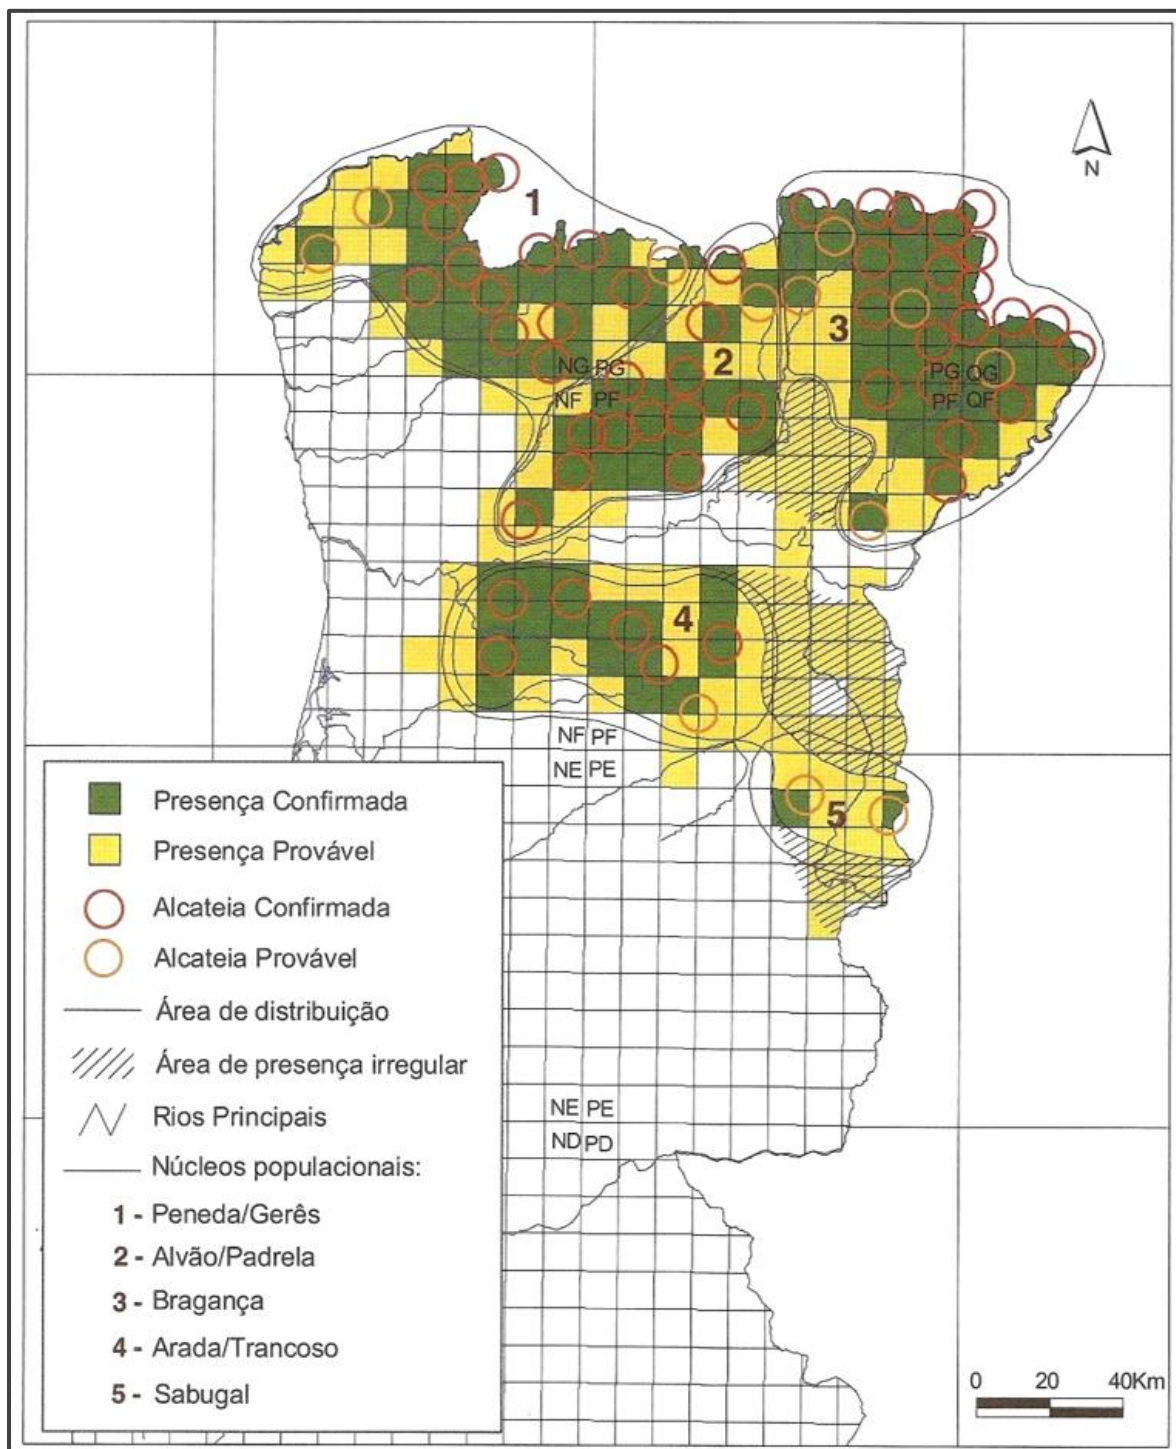 N
1
3
2
NG PG
NF PF
PG QG
PF QF
4
NF PF
NE PE
5
Presença Confirmada
Presença Provável
Alcateia Confirmada
Alcateia Provável
Área de distribuição
Área de presença irregular
Rios Principais
Núcleos populacionais:
1 - Peneda/Gerês
2 - Alvão/Padrela
3 - Bragança
4 - Arada/Trancoso
5 - Sabugal
NE PE
ND PD
0 20 40Km